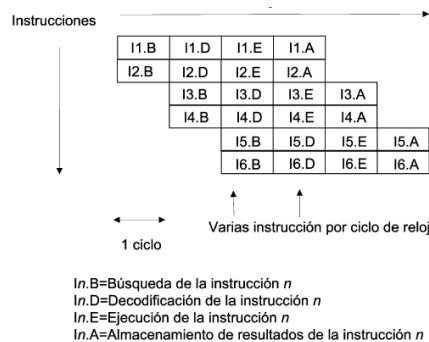 Instrucciones
I1.B I1.D I1.E I1.A
I2.B I2.D I2.E I2.A
I3.B I3.D I3.E I3.A
I4.B I4.D I4.E I4.A
I5.B I5.D I5.E I5.A
I6.B I6.D I6.E I6.A
Varias instrucción por ciclo de reloj
1 ciclo
In.B=Búsqueda de la instrucción n
In.D=Decodificación de la instrucción n
In.E=Ejecución de la instrucción n
In.A=Almacenamiento de resultados de la instrucción n